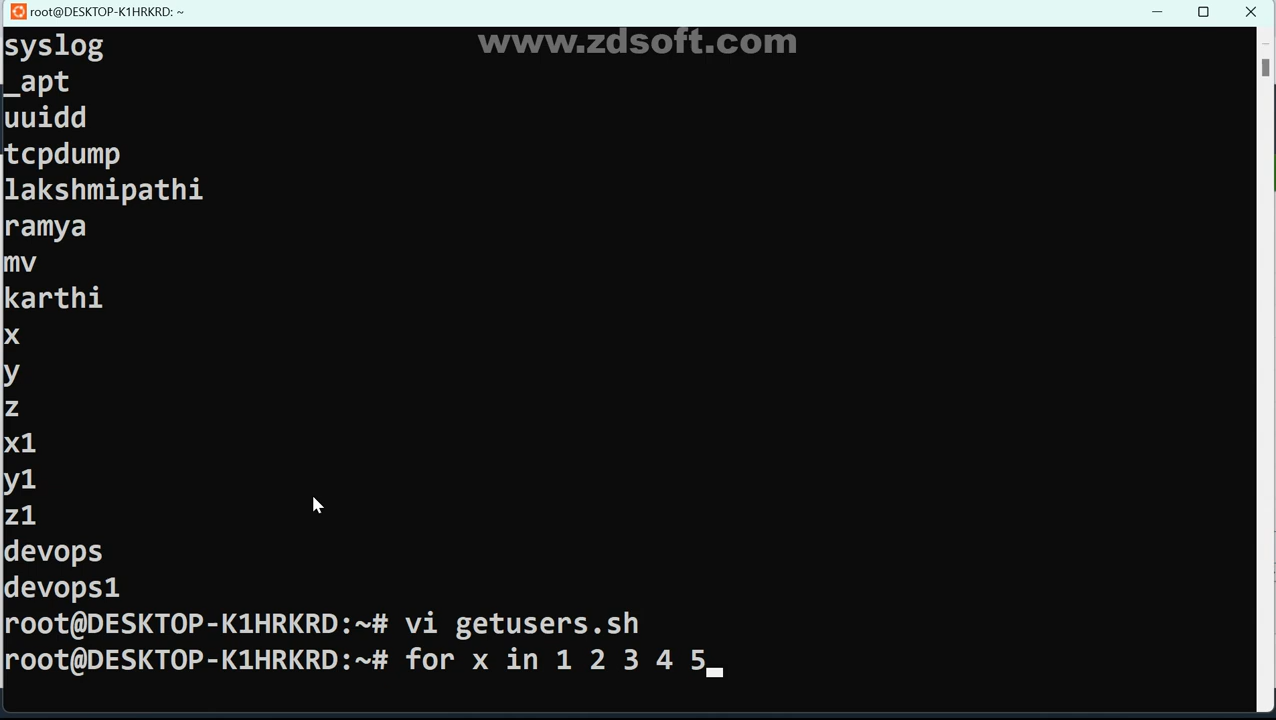 root@DESKTOP-K1HRKRD: ~
www.zdsoft.com
syslog
_apt
uuidd
tcpdump
lakshmipathi
ramya
mv
karthi
x
y
z
x1
y1
z1
devops
devops1
root@DESKTOP-K1HRKRD:~# vi getusers.sh
root@DESKTOP-K1HRKRD:~# for x in 1 2 3 4 5